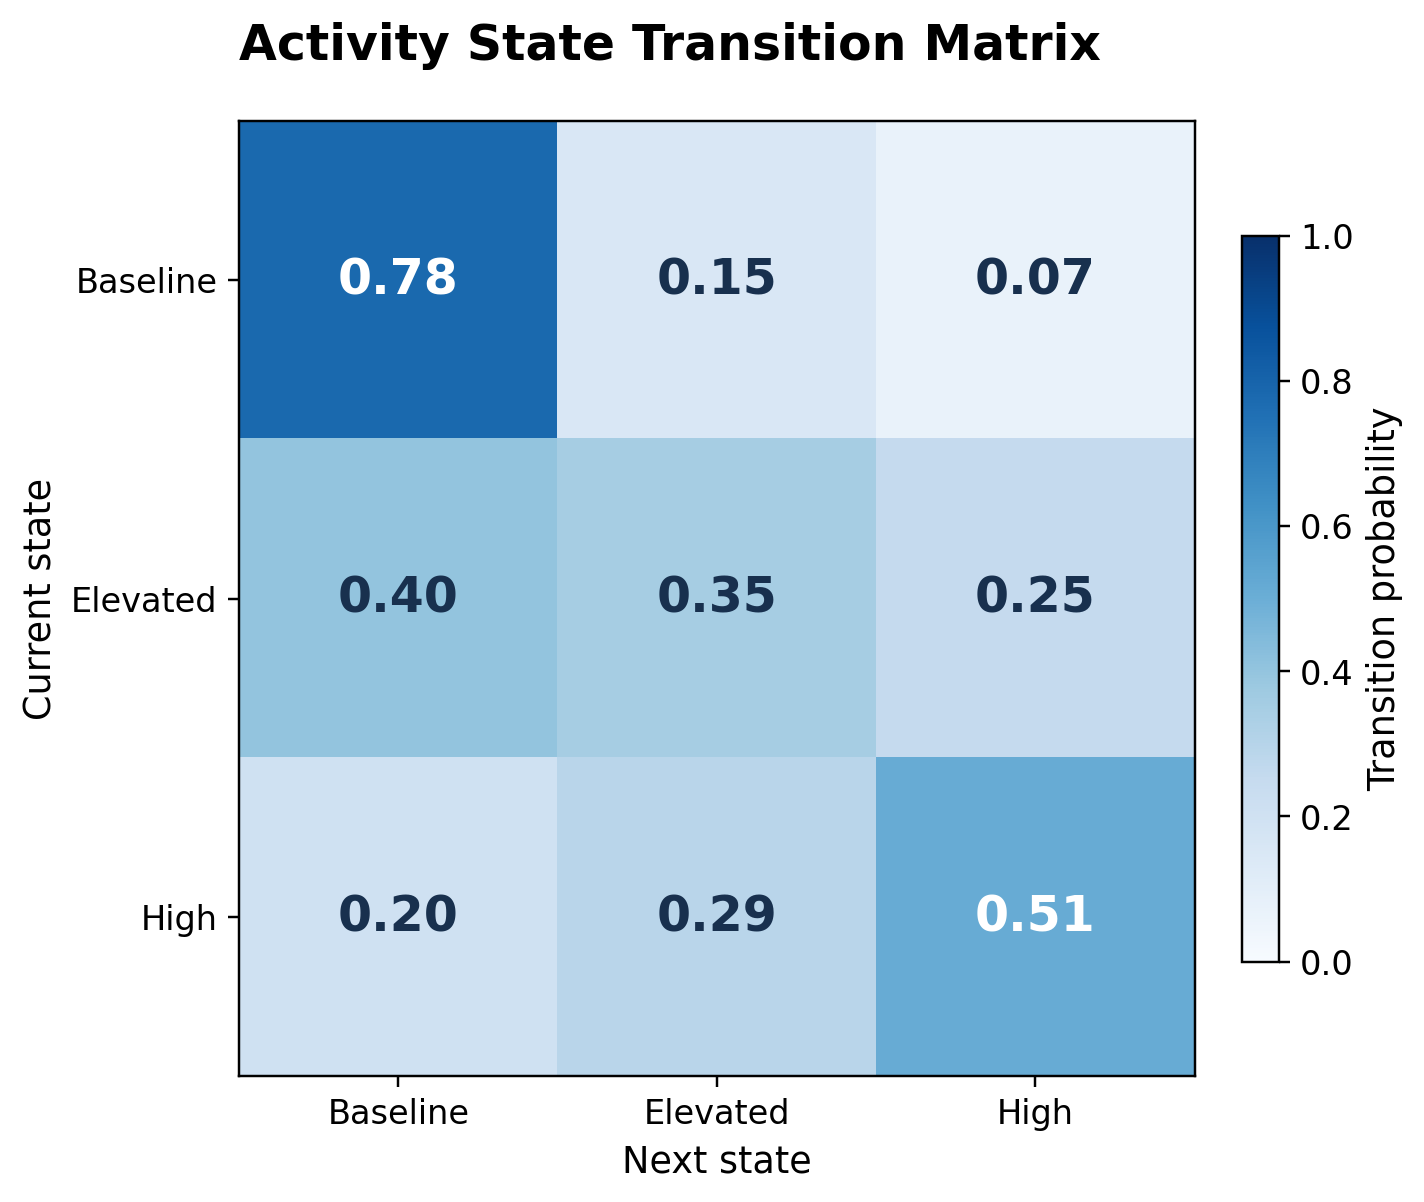 Activity State Transition Matrix
Current state
Baseline
0.78
0.15
0.07
Elevated
0.40
0.35
0.25
High
0.20
0.29
0.51
Baseline
Elevated
High
Next state
1.0
0.8
0.6
0.4
0.2
0.0
Transition probability